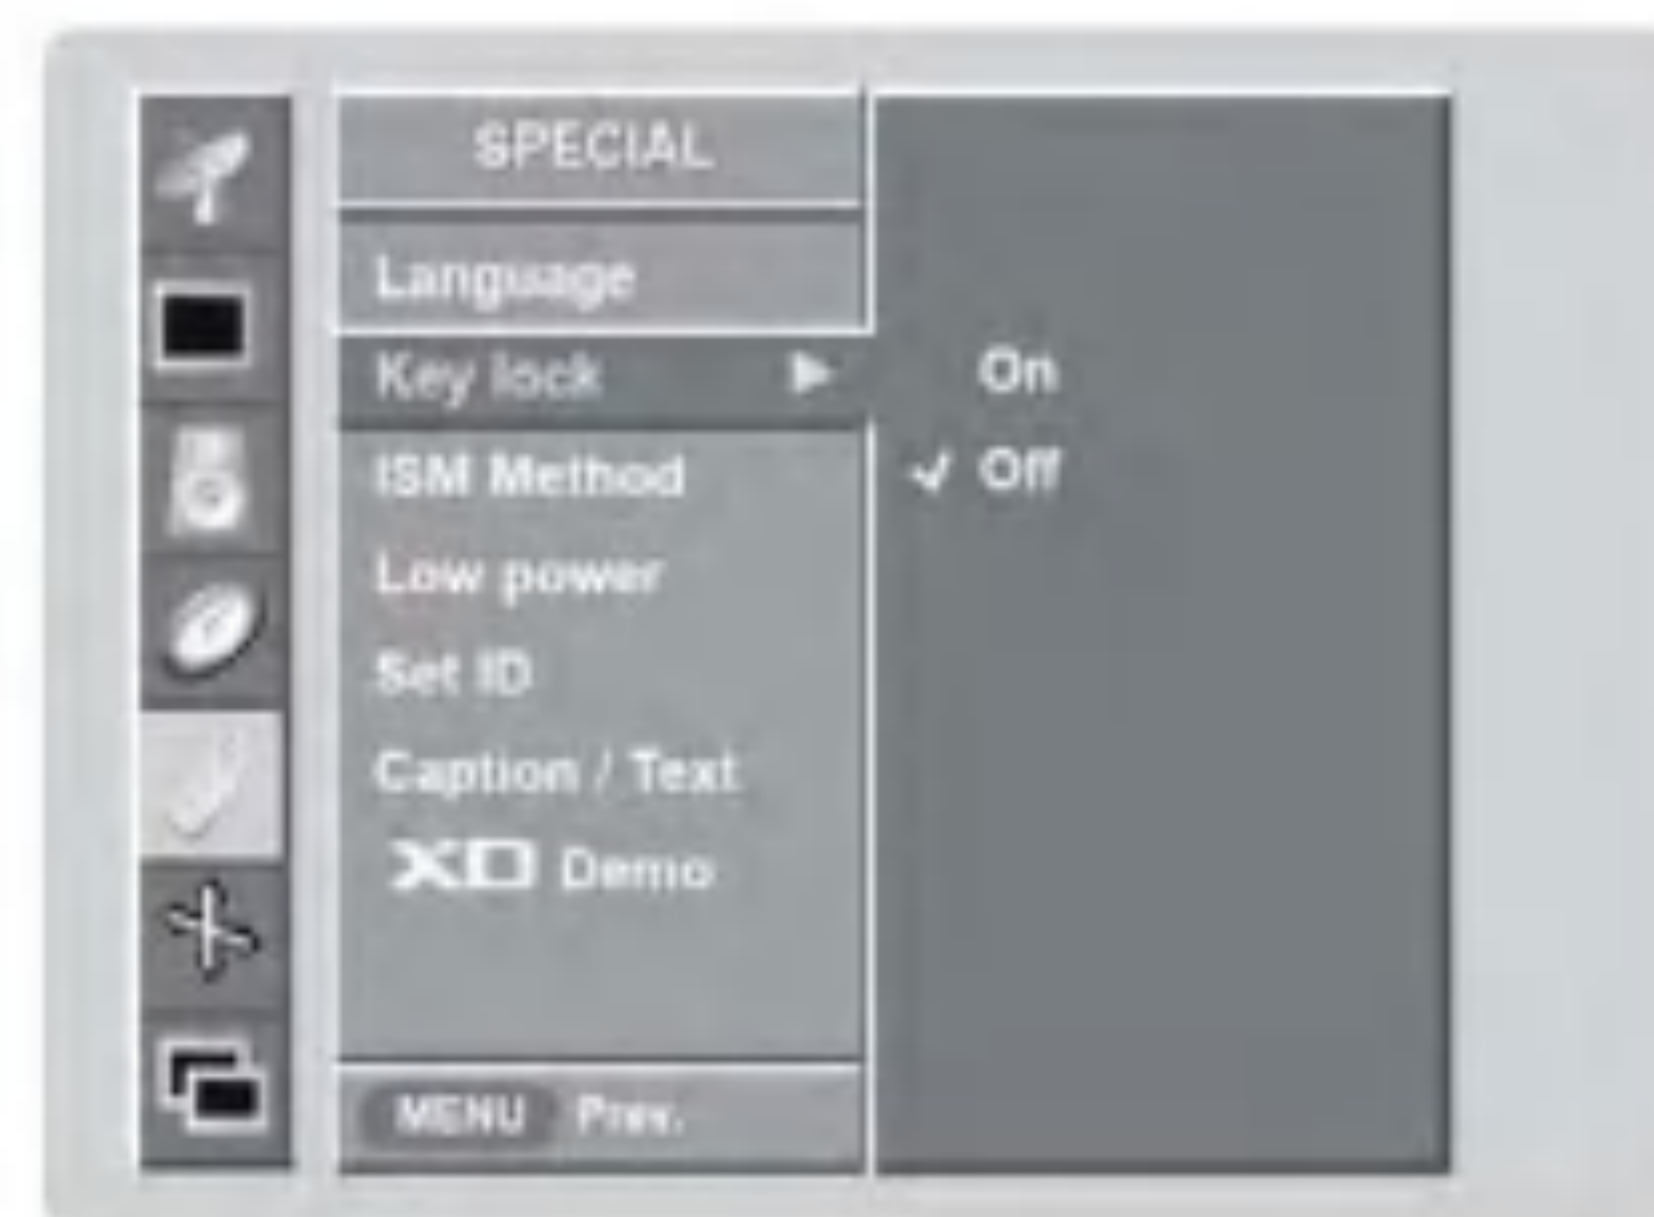 SPECIAL
Language
Key lock
On
ISM Method
Off
Low power
Set ID
Caption / Text
XD Demo
MENU Prev.